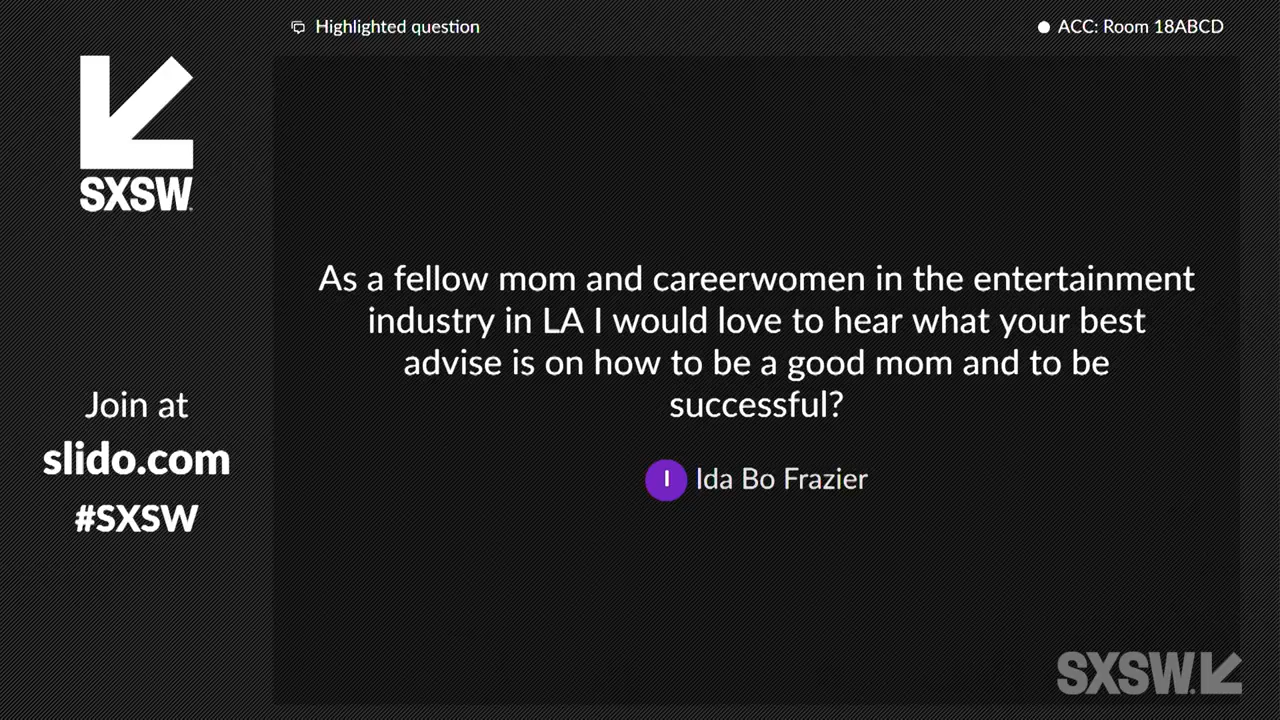 Highlighted question
ACC: Room 18ABCD
SXSW
As a fellow mom and careerwomen in the entertainment
industry in LA I would love to hear what your best
advise is on how to be a good mom and to be
successful?
I Ida Bo Frazier
Join at
slido.com
#SXSW
SXSW.